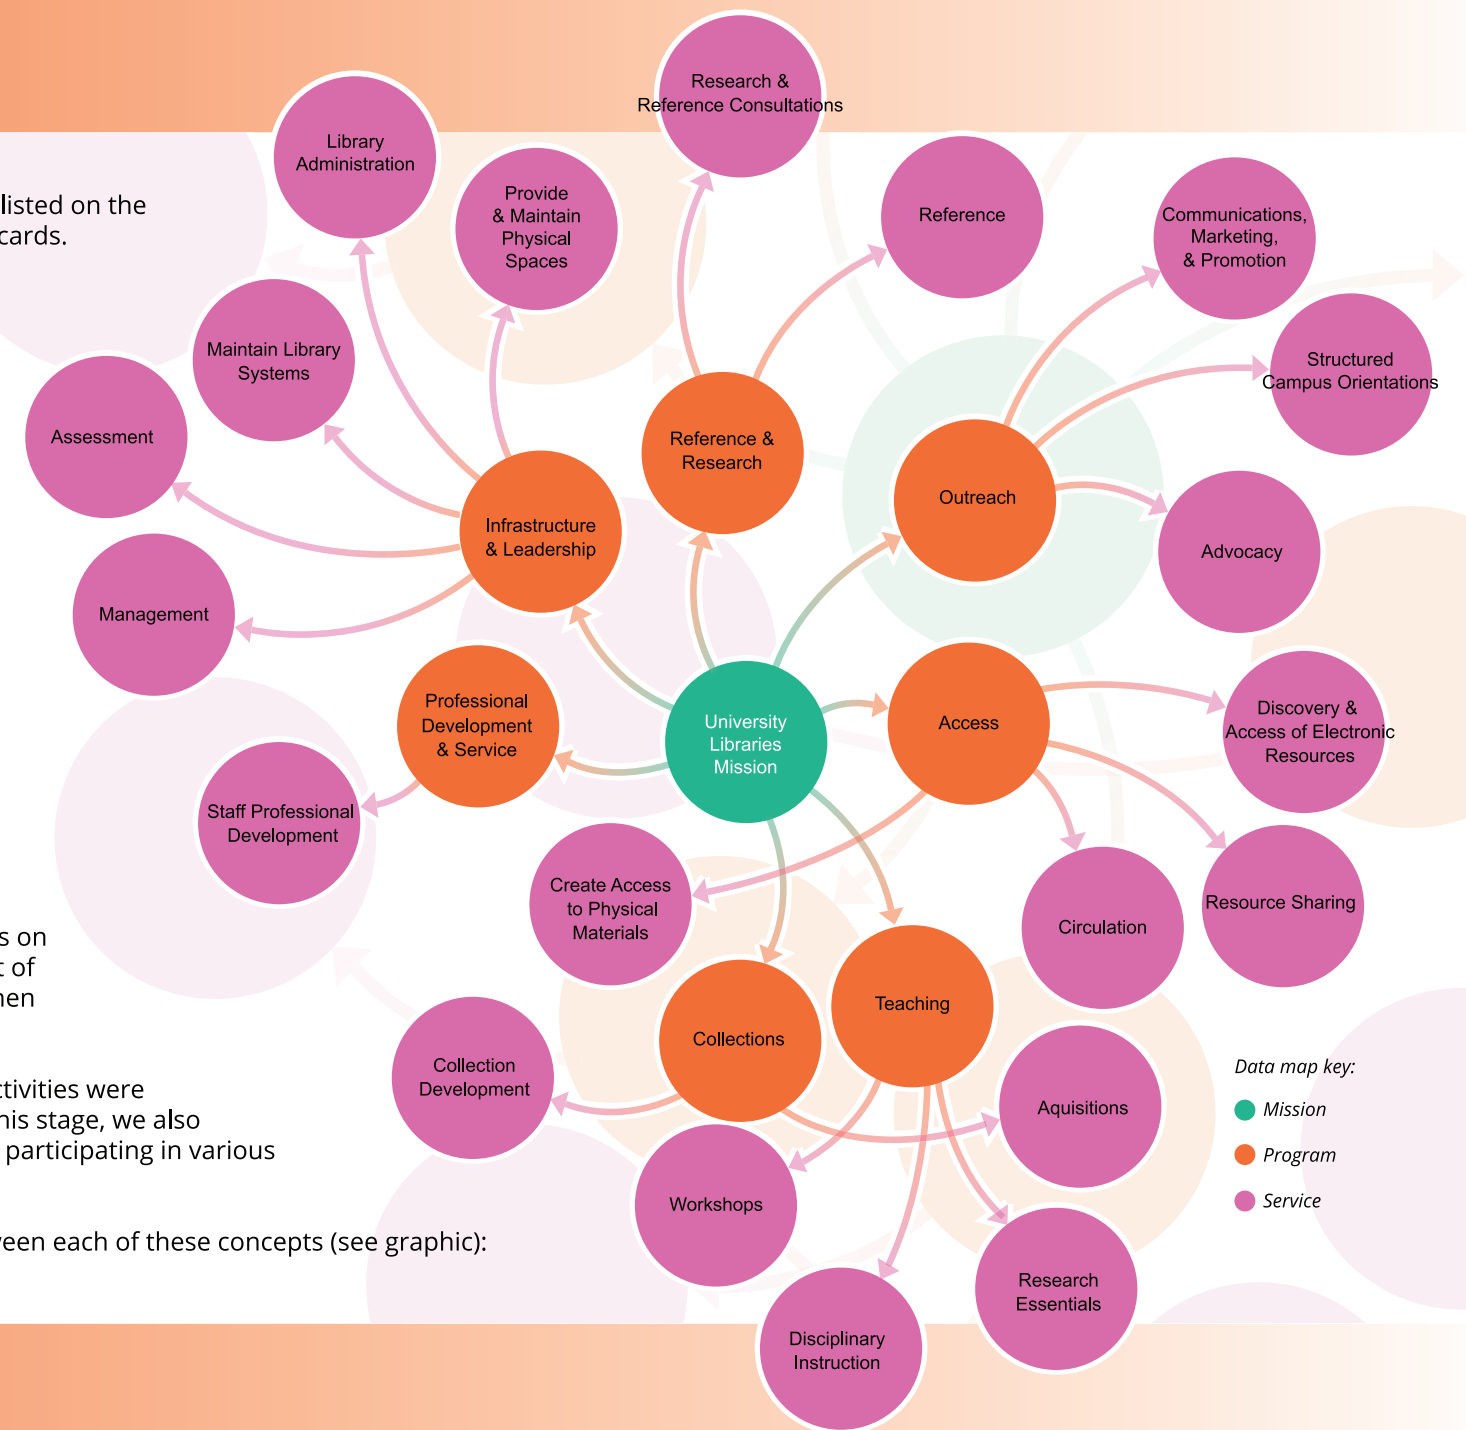 listed on the
cards.
s on
t of
hen
ctivities were
his stage, we also
participating in various
ween each of these concepts (see graphic):
Research &
Reference Consultations
Library
Administration
Provide
& Maintain
Physical
Spaces
Reference
Communications,
Marketing,
& Promotion
Maintain Library
Systems
Structured
Campus Orientations
Assessment
Reference &
Research
Outreach
Infrastructure
& Leadership
Advocacy
Management
Professional
Development
& Service
University
Libraries
Mission
Access
Discovery &
Access of Electronic
Resources
Staff Professional
Development
Create Access
to Physical
Materials
Circulation
Resource Sharing
Collections
Teaching
Collection
Development
Aquisitions
Workshops
Research
Essentials
Disciplinary
Instruction
Data map key:
Mission
Program
Service